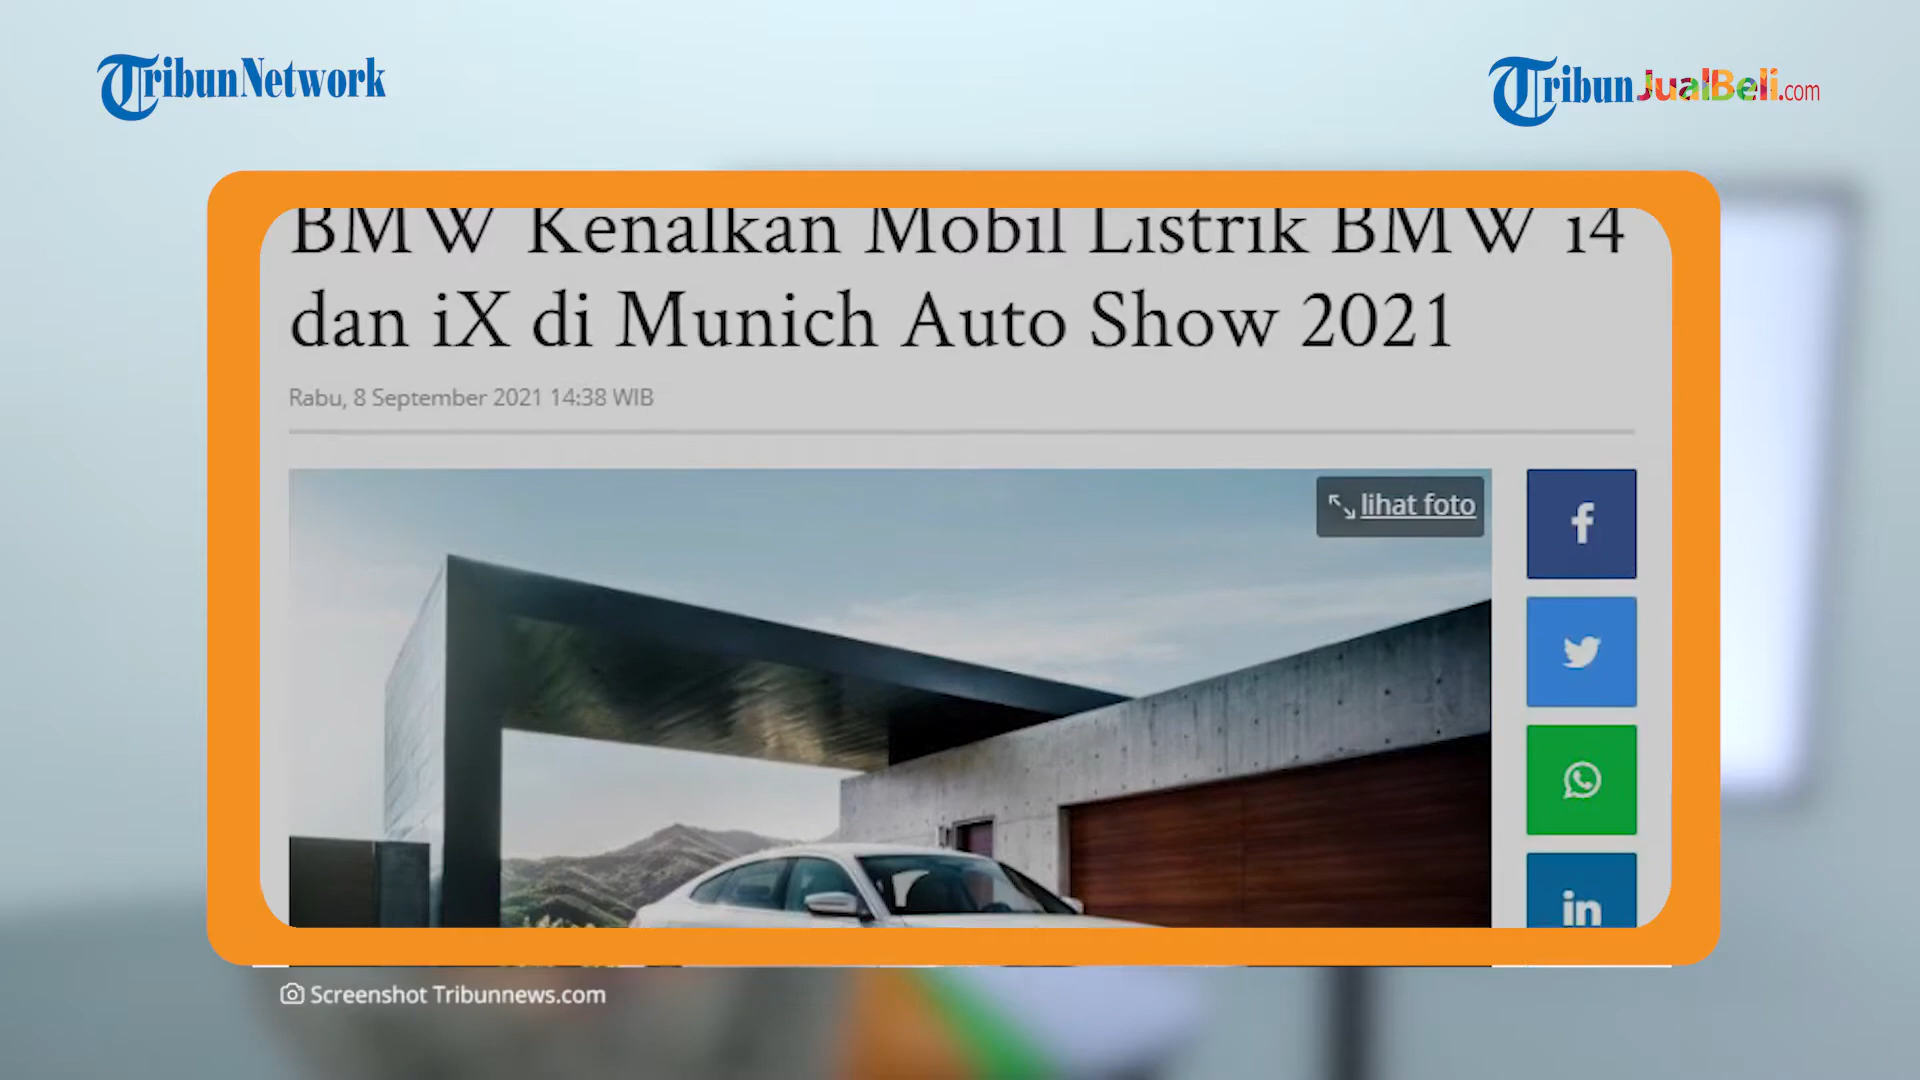 TribunNetwork
TribunJualBeli.com
BMW Kenalkan Mobil Listrik BMW i4
dan iX di Munich Auto Show 2021
Rabu, 8 September 2021 14:38 WIB
lihat foto
f
in
Screenshot Tribunnews.com